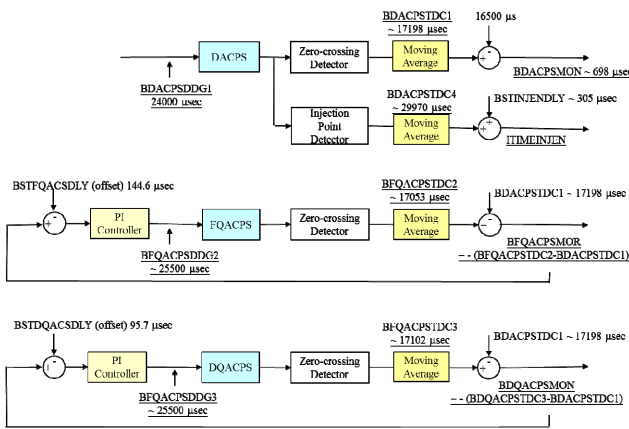 BDACPSTDC1
~ 17198 μsec
16500 μs
DACPS
Zero-crossing
Detector
Moving
Average
+ -
BDACPSMON ~ 698 μsec
BDACPSDDG1
24000 μsec
BDACPSTDC4
~ 29970 μsec
BSTINJENDLY ~ 305 μsec
Injection
Point
Detector
Moving
Average
+ +
ITIMEINJEN
BSTFQACSDLY (offset) 144.6 μsec
BFQACPSTDC2
~ 17053 μsec
BDACPSTDC1 ~ 17198 μsec
+ -
PI
Controller
FQACPS
Zero-crossing
Detector
Moving
Average
- -
BFQACPSDDG2
~ 25500 μsec
BFQACPSMOR
~ - (BFQACPSTDC2-BDACPSTDC1)
BSTDQACSDLY (offset) 95.7 μsec
BFQACPSTDC3
~ 17102 μsec
BDACPSTDC1 ~ 17198 μsec
+ -
PI
Controller
DQACPS
Zero-crossing
Detector
Moving
Average
+ -
BFQACPSDDG3
~ 25500 μsec
BDQACPSMON
- - (BDQACPSTDC3-BDACPSTDC1)